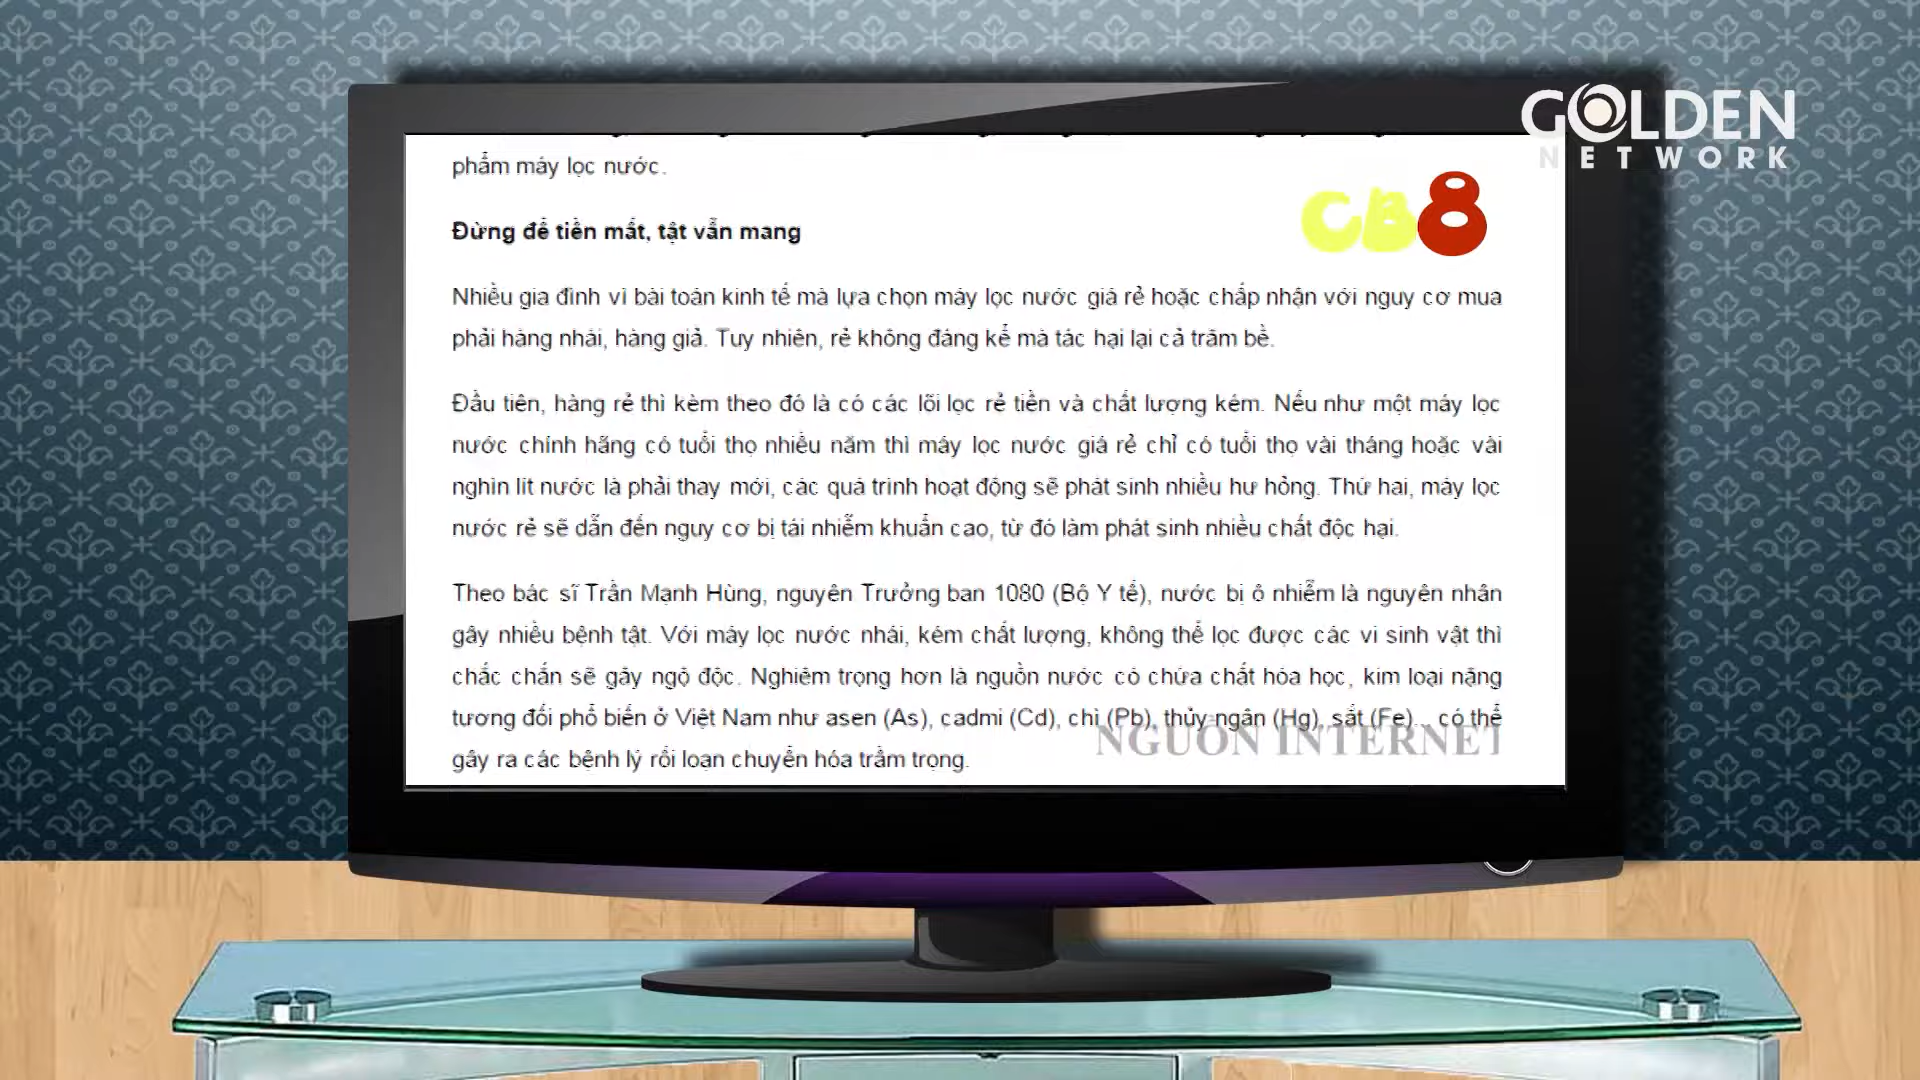 GOLDEN
NETWORK
phẩm máy lọc nước.
CB8
Đừng để tiền mất, tật vẫn mang
Nhiều gia đình vì bài toán kinh tế mà lựa chọn máy lọc nước giá rẻ hoặc chấp nhận với nguy cơ mua
phải hàng nhái, hàng giả. Tuy nhiên, rẻ không đáng kể mà tác hại lại cả trăm bề.
Đầu tiên, hàng rẻ thì kèm theo đó là có các lõi lọc rẻ tiền và chất lượng kém. Nếu như một máy lọc
nước chính hãng có tuổi thọ nhiều năm thì máy lọc nước giá rẻ chỉ có tuổi thọ vài tháng hoặc vài
nghìn lít nước là phải thay mới, các quá trình hoạt động sẽ phát sinh nhiều hư hỏng. Thứ hai, máy lọc
nước rẻ sẽ dẫn đến nguy cơ bị tái nhiễm khuẩn cao, từ đó làm phát sinh nhiều chất độc hại.
Theo bác sĩ Trần Mạnh Hùng, nguyên Trưởng ban 1080 (Bộ Y tế), nước bị ô nhiễm là nguyên nhân
gây nhiều bệnh tật. Với máy lọc nước nhái, kém chất lượng, không thể lọc được các vi sinh vật thì
chắc chắn sẽ gây ngộ độc. Nghiêm trọng hơn là nguồn nước có chứa chất hóa học, kim loại nặng
tương đối phổ biến ở Việt Nam như asen (As), cadmi (Cd), chì (Pb), thủy ngân (Hg), sắt (Fe)... có thể
gây ra các bệnh lý rối loạn chuyển hóa trầm trọng.
NGUỒN INTERNET